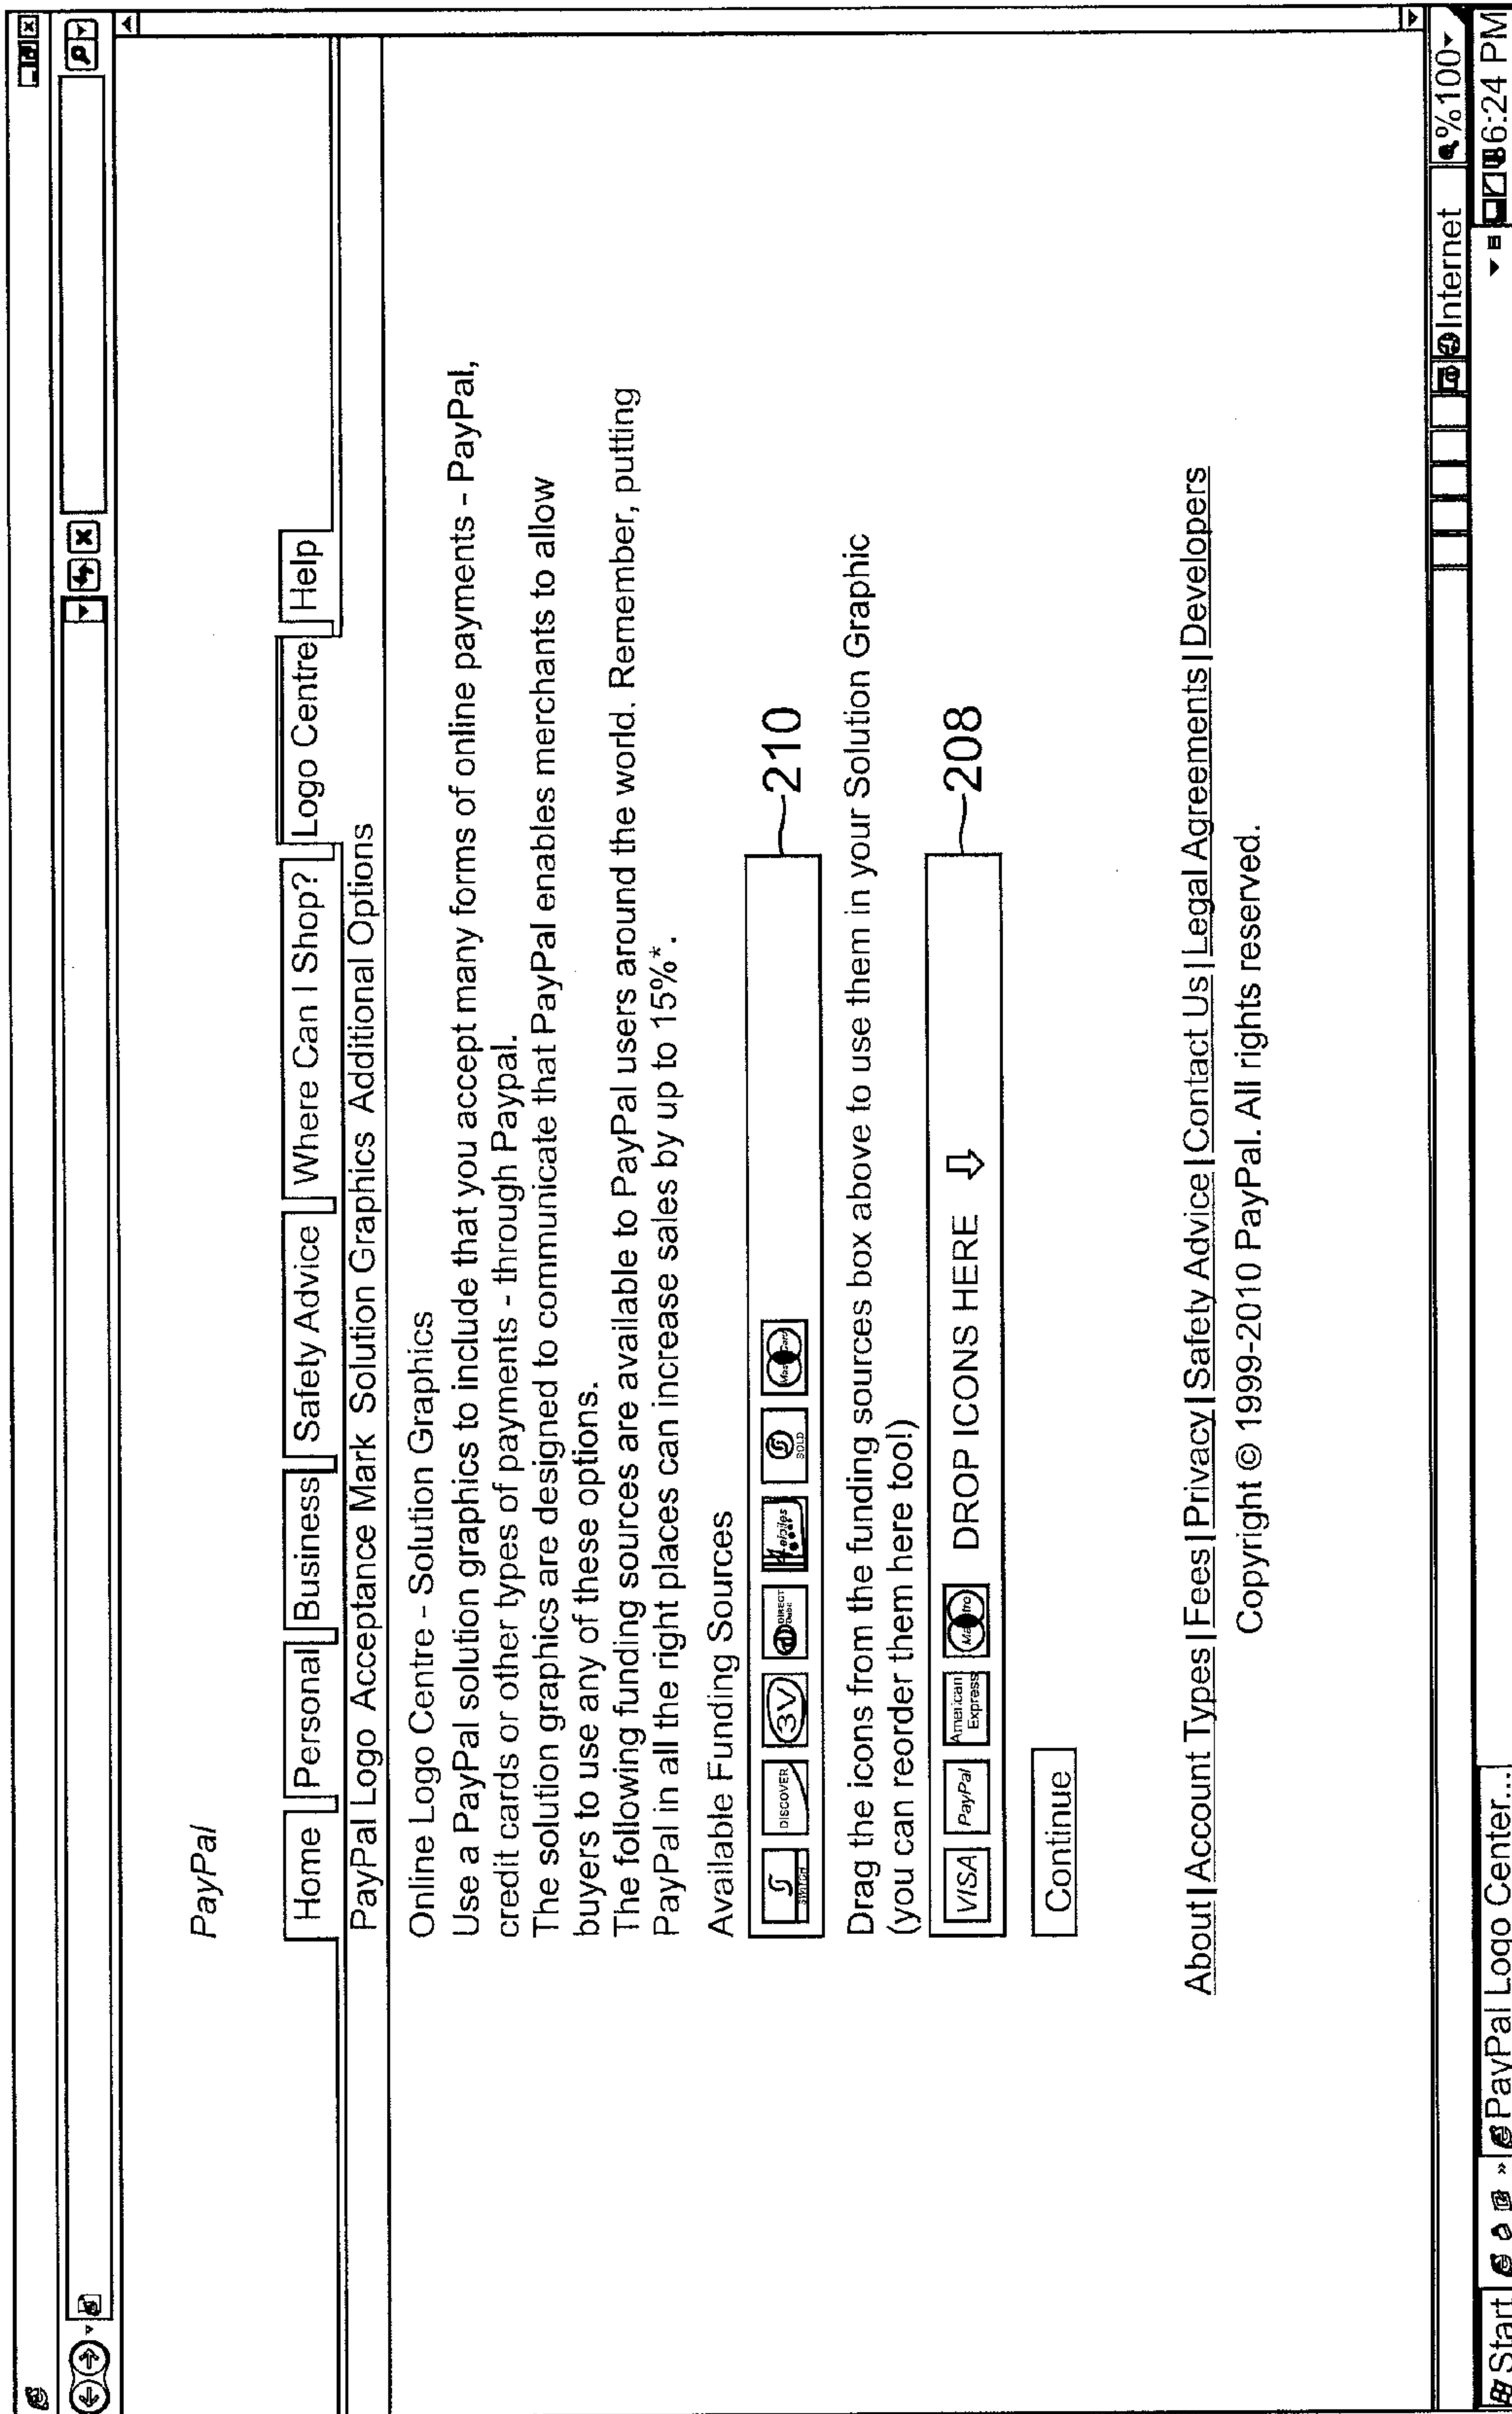 PayPal
Home Personal Business Safety Advice Where Can I Shop? Logo Centre Help
PayPal Logo Acceptance Mark Solution Graphics Additional Options
Online Logo Centre - Solution Graphics
Use a PayPal solution graphics to include that you accept many forms of online payments - PayPal,
credit cards or other types of payments - through Paypal.
The solution graphics are designed to communicate that PayPal enables merchants to allow
buyers to use any of these options.
The following funding sources are available to PayPal users around the world. Remember, putting
PayPal in all the right places can increase sales by up to 15%*.
Available Funding Sources
DISCOVER 3V DIRECT Debit SOLO MasterCard
210
Drag the icons from the funding sources box above to use them in your Solution Graphic
(you can reorder them here too!)
VISA PayPal American Express Maestro DROP ICONS HERE
208
Continue
About | Account Types | Fees | Privacy | Safety Advice | Contact Us | Legal Agreements | Developers
Copyright © 1999-2010 PayPal. All rights reserved.
Internet %100
Start » PayPal Logo Center... 6:24 PM